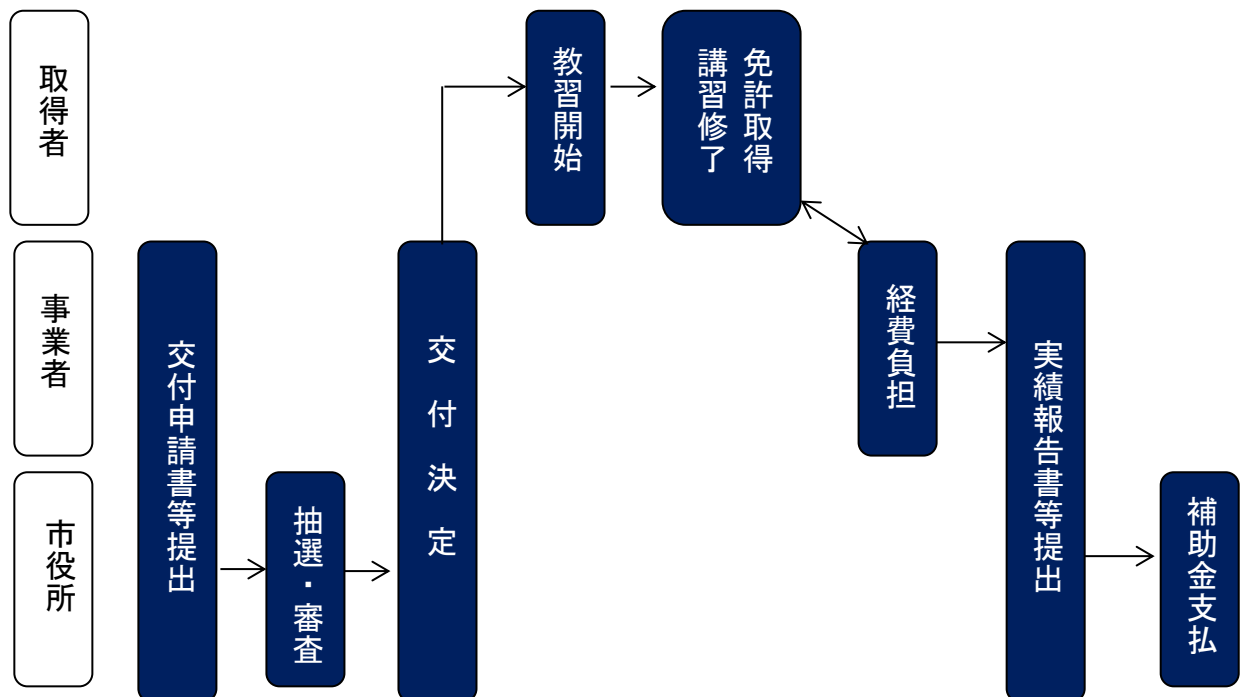 取得者
事業者
市役所
交付申請書等提出
抽選・審査
交付決定
教習開始
免許取得
講習修了
経費負担
実績報告書等提出
補助金支払